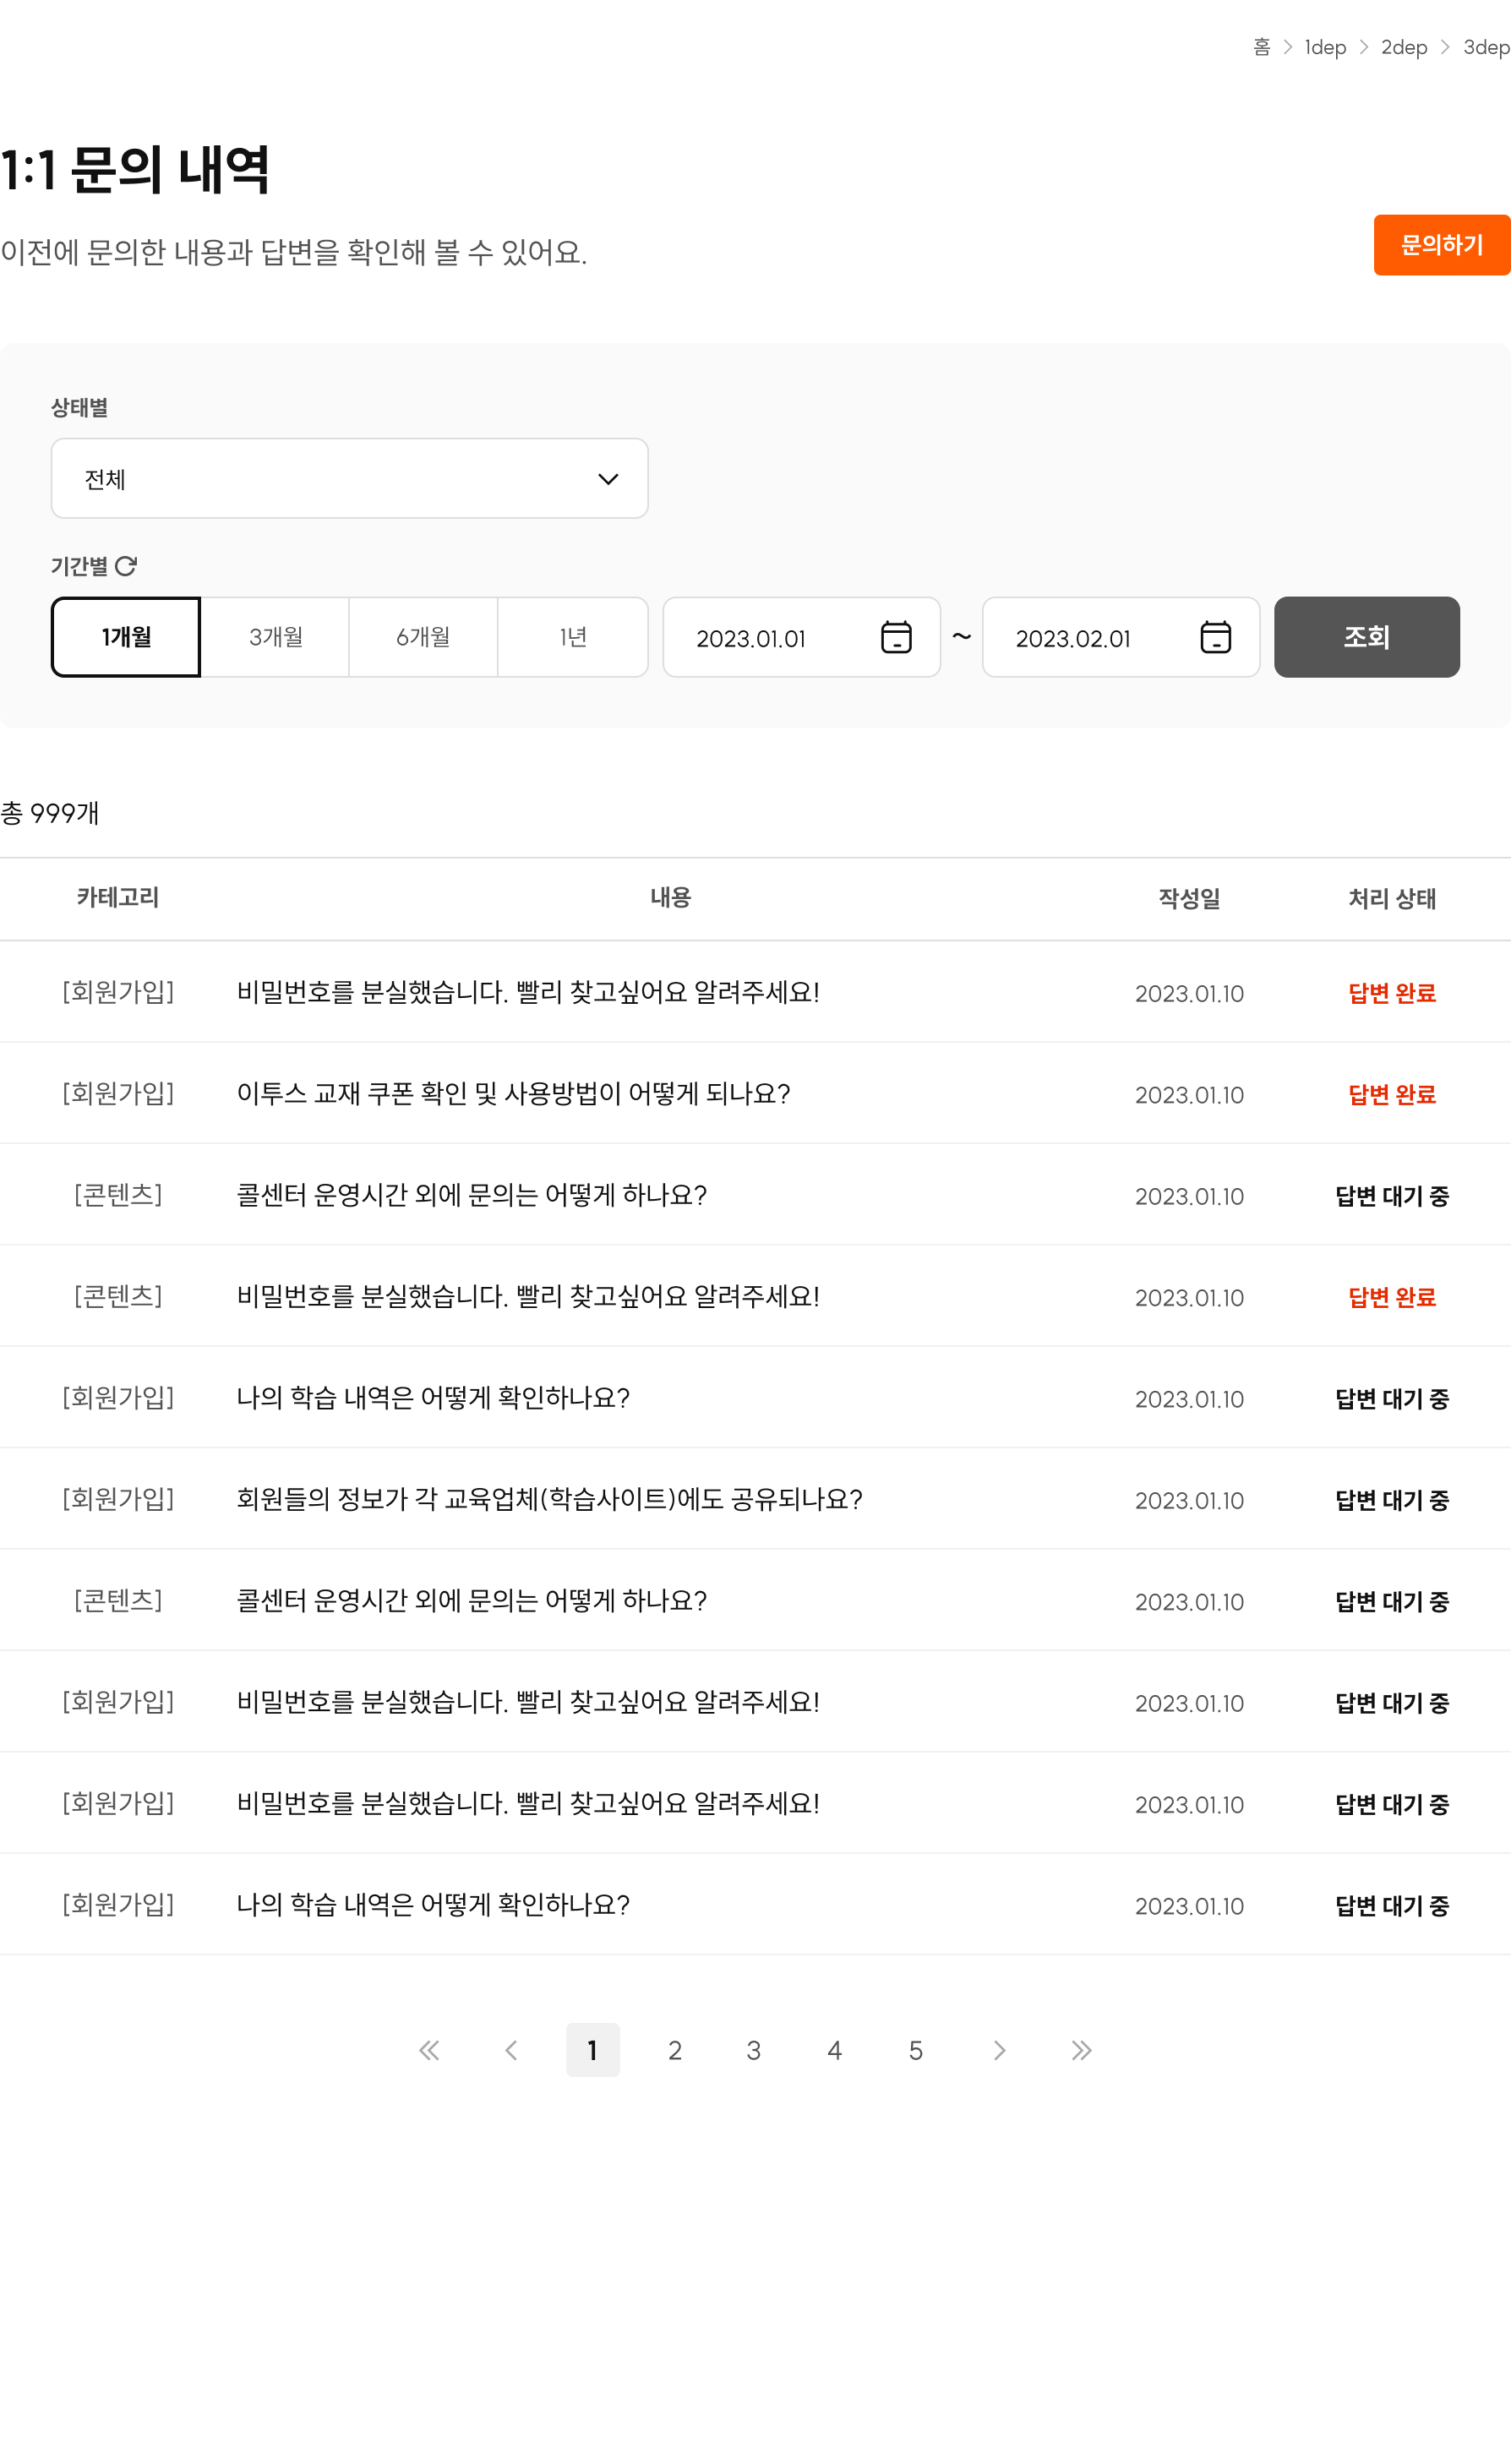 홈 1dep 2dep 3dep
1:1 문의 내역
이전에 문의한 내용과 답변을 확인해 볼 수 있어요.
문의하기
상태별
전체
기간별
1개월 3개월 6개월 1년 2023.01.01 ~ 2023.02.01 조회
총 999개
카테고리 내용 작성일 처리 상태
[회원가입] 비밀번호를 분실했습니다. 빨리 찾고싶어요 알려주세요! 2023.01.10 답변 완료
[회원가입] 이투스 교재 쿠폰 확인 및 사용방법이 어떻게 되나요? 2023.01.10 답변 완료
[콘텐츠] 콜센터 운영시간 외에 문의는 어떻게 하나요? 2023.01.10 답변 대기 중
[콘텐츠] 비밀번호를 분실했습니다. 빨리 찾고싶어요 알려주세요! 2023.01.10 답변 완료
[회원가입] 나의 학습 내역은 어떻게 확인하나요? 2023.01.10 답변 대기 중
[회원가입] 회원들의 정보가 각 교육업체(학습사이트)에도 공유되나요? 2023.01.10 답변 대기 중
[콘텐츠] 콜센터 운영시간 외에 문의는 어떻게 하나요? 2023.01.10 답변 대기 중
[회원가입] 비밀번호를 분실했습니다. 빨리 찾고싶어요 알려주세요! 2023.01.10 답변 대기 중
[회원가입] 비밀번호를 분실했습니다. 빨리 찾고싶어요 알려주세요! 2023.01.10 답변 대기 중
[회원가입] 나의 학습 내역은 어떻게 확인하나요? 2023.01.10 답변 대기 중
1 2 3 4 5